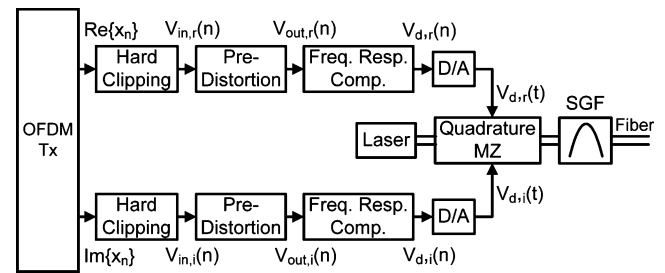 Re{xn} Vin,r(n) Vout,r(n) Vd,r(n)
Hard Clipping
Pre-Distortion
Freq. Resp. Comp.
D/A
Vd,r(t)
OFDM Tx
Laser
Quadrature MZ
SGF
Fiber
Vd,i(t)
Hard Clipping
Pre-Distortion
Freq. Resp. Comp.
D/A
Im{xn} Vin,i(n) Vout,i(n) Vd,i(n)